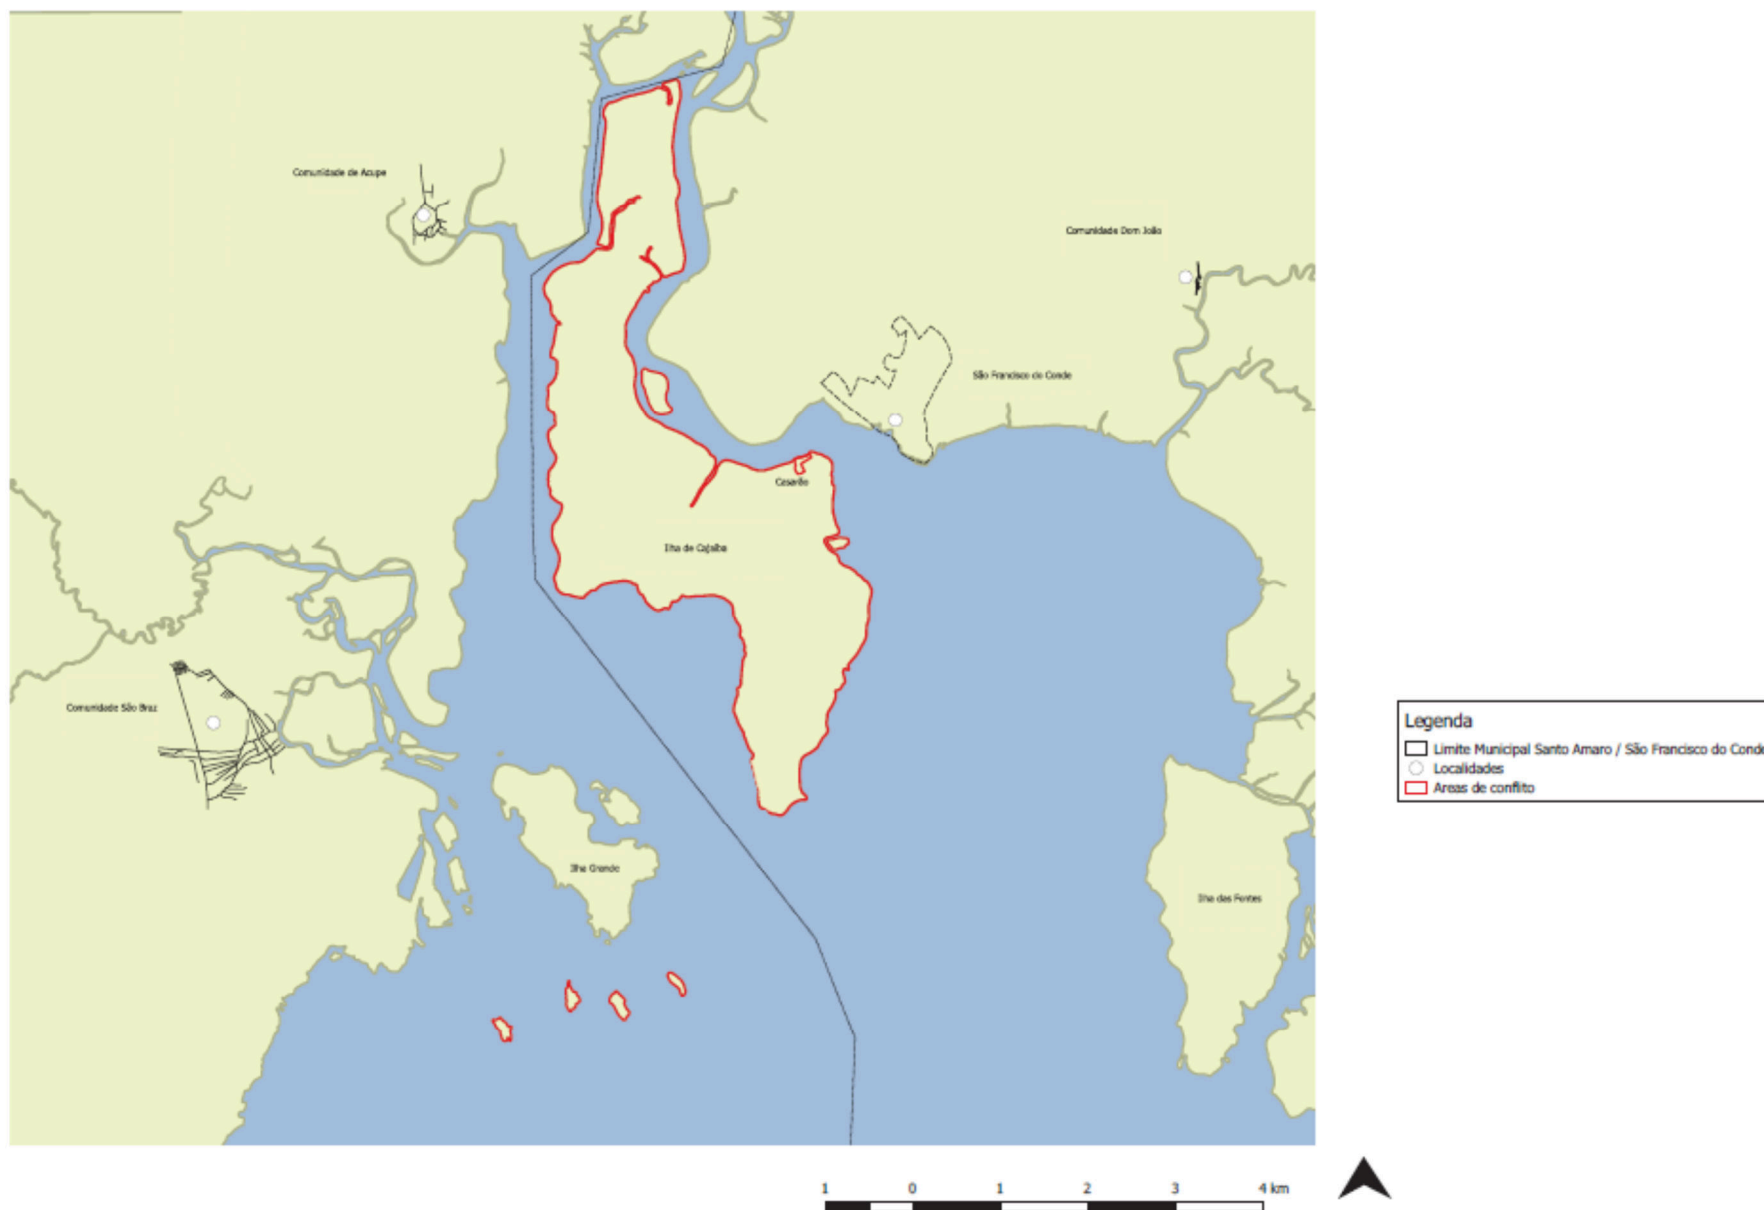 Comunidade de Acupe
Comunidade Dom João
São Francisco do Conde
Casarão
Ilha de Cajaíba
Comunidade São Braz
Ilha Grande
Ilha das Fontes
Legenda
Limite Municipal Santo Amaro / São Francisco do Conde
Localidades
Areas de conflito
1 0 1 2 3 4 km